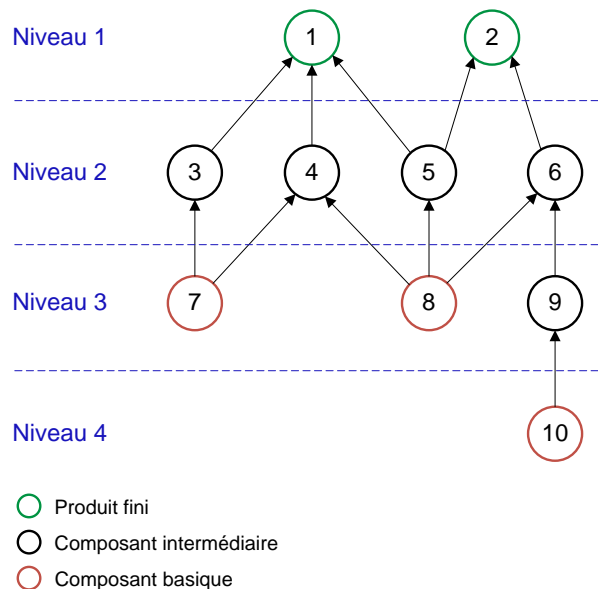 Niveau 1
1
2
Niveau 2
3
4
5
6
Niveau 3
7
8
9
Niveau 4
10
Produit fini
Composant intermédiaire
Composant basique